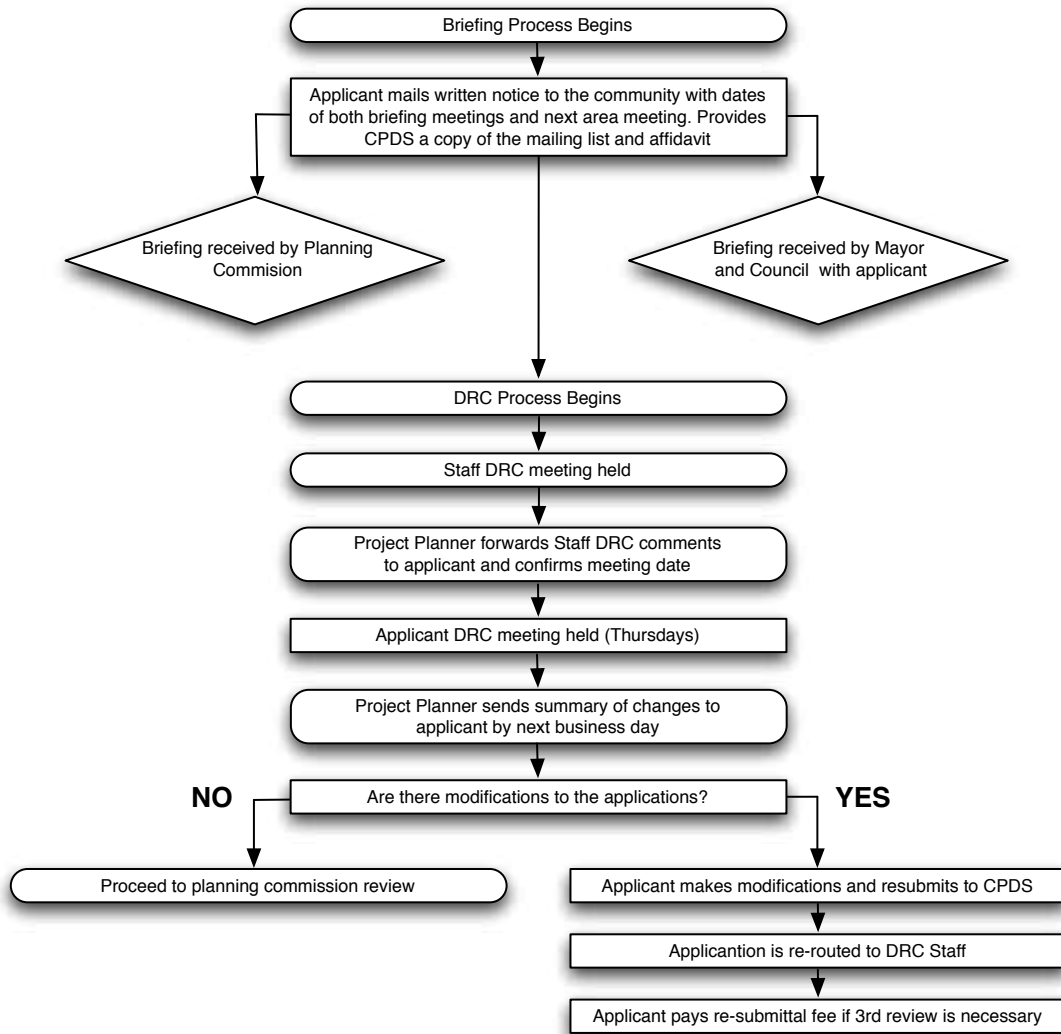 Briefing Process Begins
Applicant mails written notice to the community with dates
of both briefing meetings and next area meeting. Provides
CPDS a copy of the mailing list and affidavit
Briefing received by Planning
Commision
Briefing received by Mayor
and Council with applicant
DRC Process Begins
Staff DRC meeting held
Project Planner forwards Staff DRC comments
to applicant and confirms meeting date
Applicant DRC meeting held (Thursdays)
Project Planner sends summary of changes to
applicant by next business day
NO
Are there modifications to the applications?
YES
Proceed to planning commission review
Applicant makes modifications and resubmits to CPDS
Applicantion is re-routed to DRC Staff
Applicant pays re-submittal fee if 3rd review is necessary